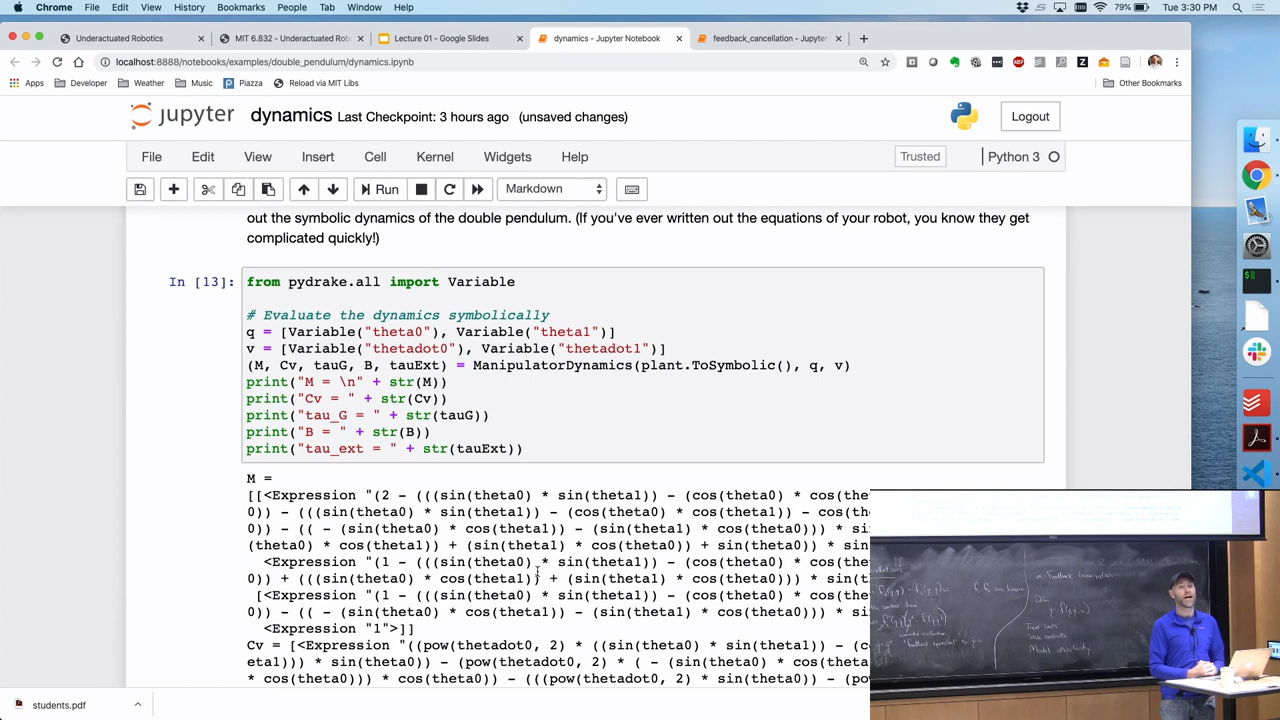 Chrome File Edit View History Bookmarks People Tab Window Help 79% Tue 3:30 PM
Underactuated Robotics MIT 6.832 - Underactuated Rob Lecture 01 - Google Slides dynamics - Jupyter Notebook feedback_cancellation - Jupyter
localhost:8888/notebooks/examples/double_pendulum/dynamics.ipynb
Apps Developer Weather Music Piazza Reload via MIT Libs Other Bookmarks
jupyter dynamics Last Checkpoint: 3 hours ago (unsaved changes) Logout
File Edit View Insert Cell Kernel Widgets Help Trusted Python 3
Run Markdown
out the symbolic dynamics of the double pendulum. (If you've ever written out the equations of your robot, you know they get
complicated quickly!)
In [13]: from pydrake.all import Variable
# Evaluate the dynamics symbolically
q = [Variable("theta0"), Variable("theta1")]
v = [Variable("thetadot0"), Variable("thetadot1")]
(M, Cv, tauG, B, tauExt) = ManipulatorDynamics(plant.ToSymbolic(), q, v)
print("M = \n" + str(M))
print("Cv = " + str(Cv))
print("tau_G = " + str(tauG))
print("B = " + str(B))
print("tau_ext = " + str(tauExt))
M =
[[<Expression "(2 - (((sin(theta0) * sin(theta1)) - (cos(theta0) * cos(the
0)) - (((sin(theta0) * sin(theta1)) - (cos(theta0) * cos(theta1)) - cos(th
0)) - (( - (sin(theta0) * cos(theta1)) - (sin(theta1) * cos(theta0))) * sin
(theta0) * cos(theta1)) + (sin(theta1) * cos(theta0)) + sin(theta0)) * sin
<Expression "(1 - (((sin(theta0) * sin(theta1)) - (cos(theta0) * cos(the
0)) + (((sin(theta0) * cos(theta1)) + (sin(theta1) * cos(theta0))) * sin(th
[<Expression "(1 - (((sin(theta0) * sin(theta1)) - (cos(theta0) * cos(the
0)) - (( - (sin(theta0) * cos(theta1)) - (sin(theta1) * cos(theta0))) * sin
<Expression "1">]]
Cv = [<Expression "((pow(thetadot0, 2) * ((sin(theta0) * sin(theta1)) - (co
eta1))) * sin(theta0)) - (pow(thetadot0, 2) * ( - (sin(theta0) * cos(theta
* cos(theta0))) * cos(theta0)) - (((pow(thetadot0, 2) * sin(theta0)) - (pow
students.pdf